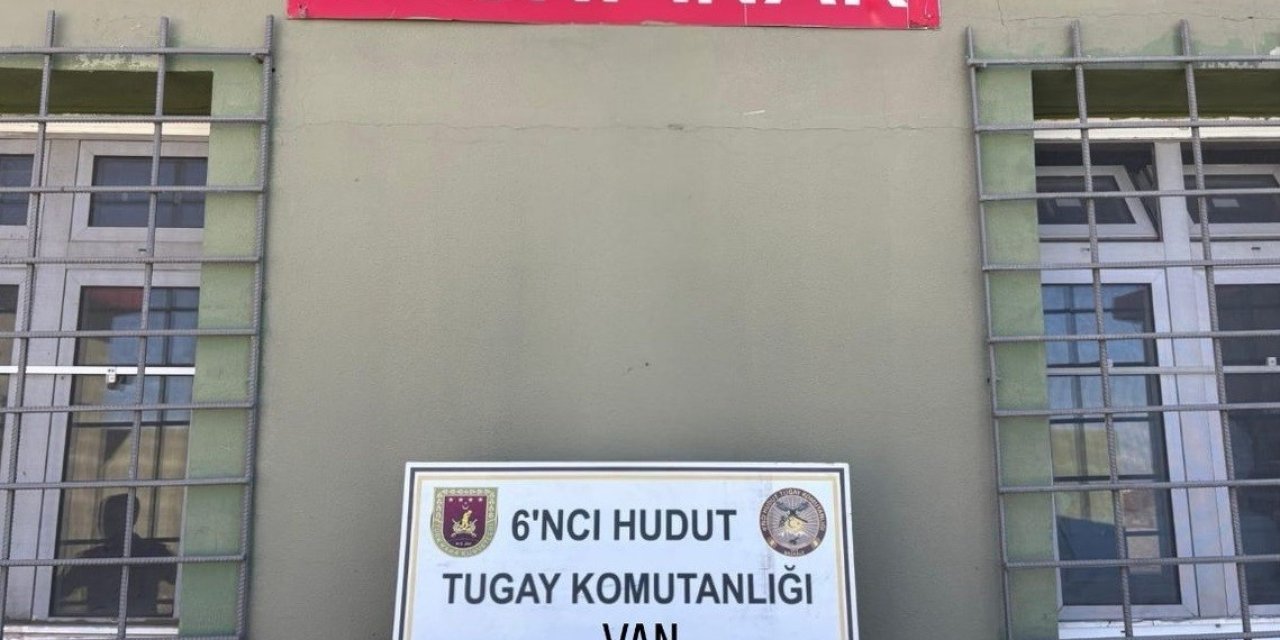 6'NCI HUDUT
TUGAY KOMUTANLIĞI
VAN